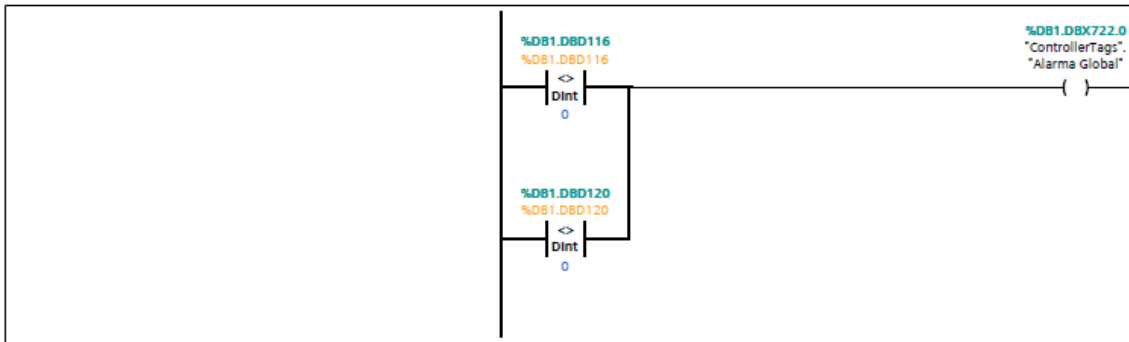 %DB1.DBD116
%DB1.DBD116
<>
DInt
0
%DB1.DBX722.0
"ControllerTags".
"Alarma Global"
( )
%DB1.DBD120
%DB1.DBD120
<>
DInt
0